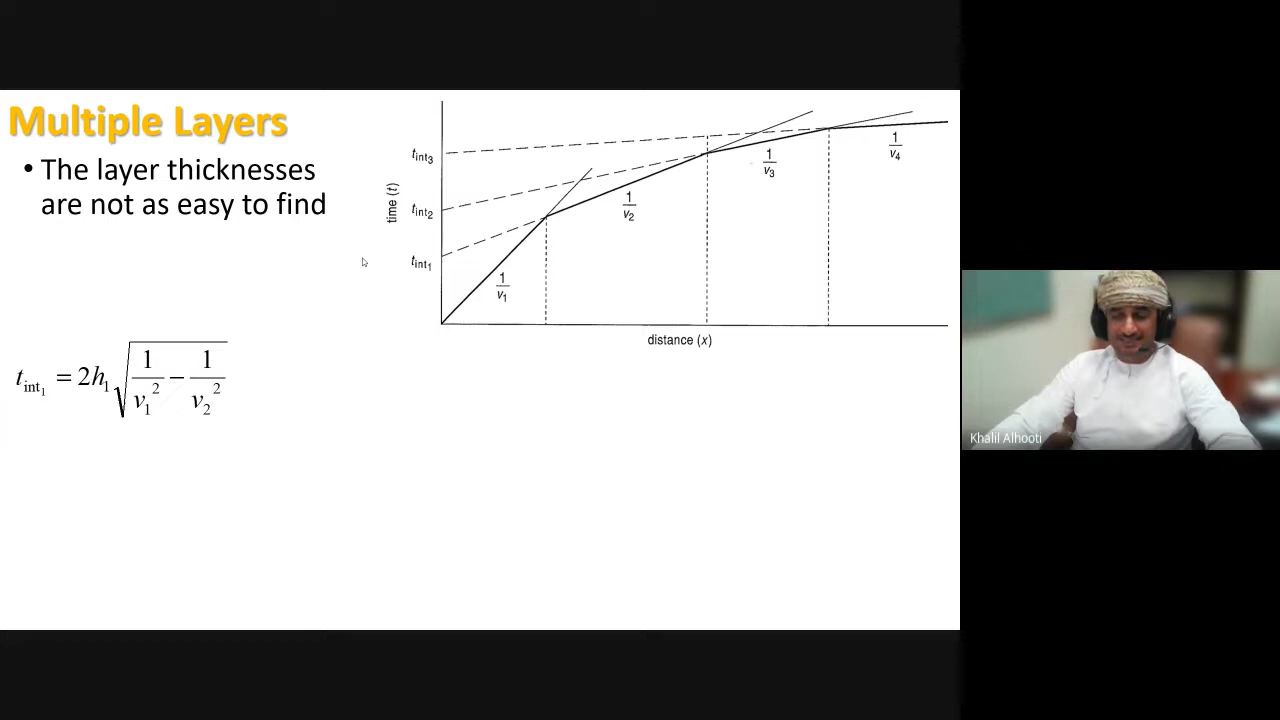 Multiple Layers
• The layer thicknesses
are not as easy to find
t_int₁ = 2h₁ √(1/v₁² − 1/v₂²)
time (t)
t_int₃
t_int₂
t_int₁
1/v₁
1/v₂
1/v₃
1/v₄
distance (x)
Khalil Alhooti